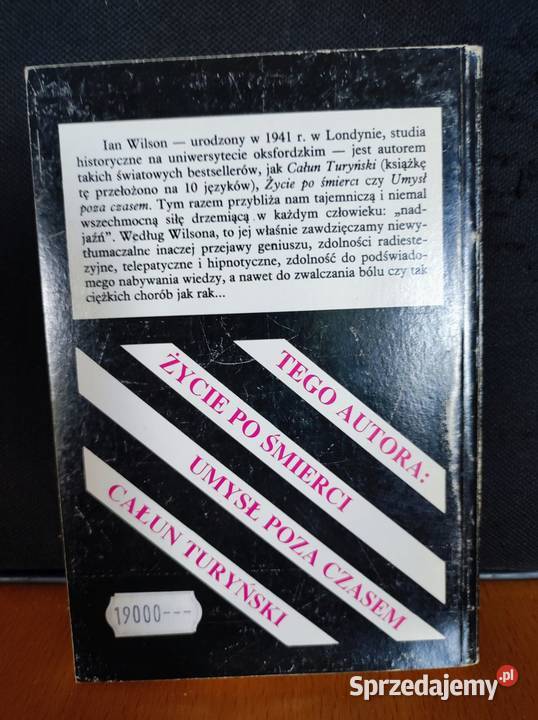 Ian Wilson — urodzony w 1941 r. w Londynie, studia
historyczne na uniwersytecie oksfordzkim — jest autorem
takich światowych bestsellerów, jak Całun Turyński (książkę
tę przełożono na 10 języków), Życie po śmierci czy Umysł
poza czasem. Tym razem przybliża nam tajemniczą i niemal
wszechmocną siłę drzemiącą w każdym człowieku: „nad-
jaźń”. Według Wilsona, to jej właśnie zawdzięczamy niewy-
tłumaczalne inaczej przejawy geniuszu, zdolności radieste-
zyjne, telepatyczne i hipnotyczne, zdolność do podświado-
mego nabywania wiedzy, a nawet do zwalczania bólu czy tak
ciężkich chorób jak rak...
TEGO AUTORA:
ŻYCIE PO ŚMIERCI
UMYSŁ POZA CZASEM
CAŁUN TURYŃSKI
19000---
Sprzedajemy.pl